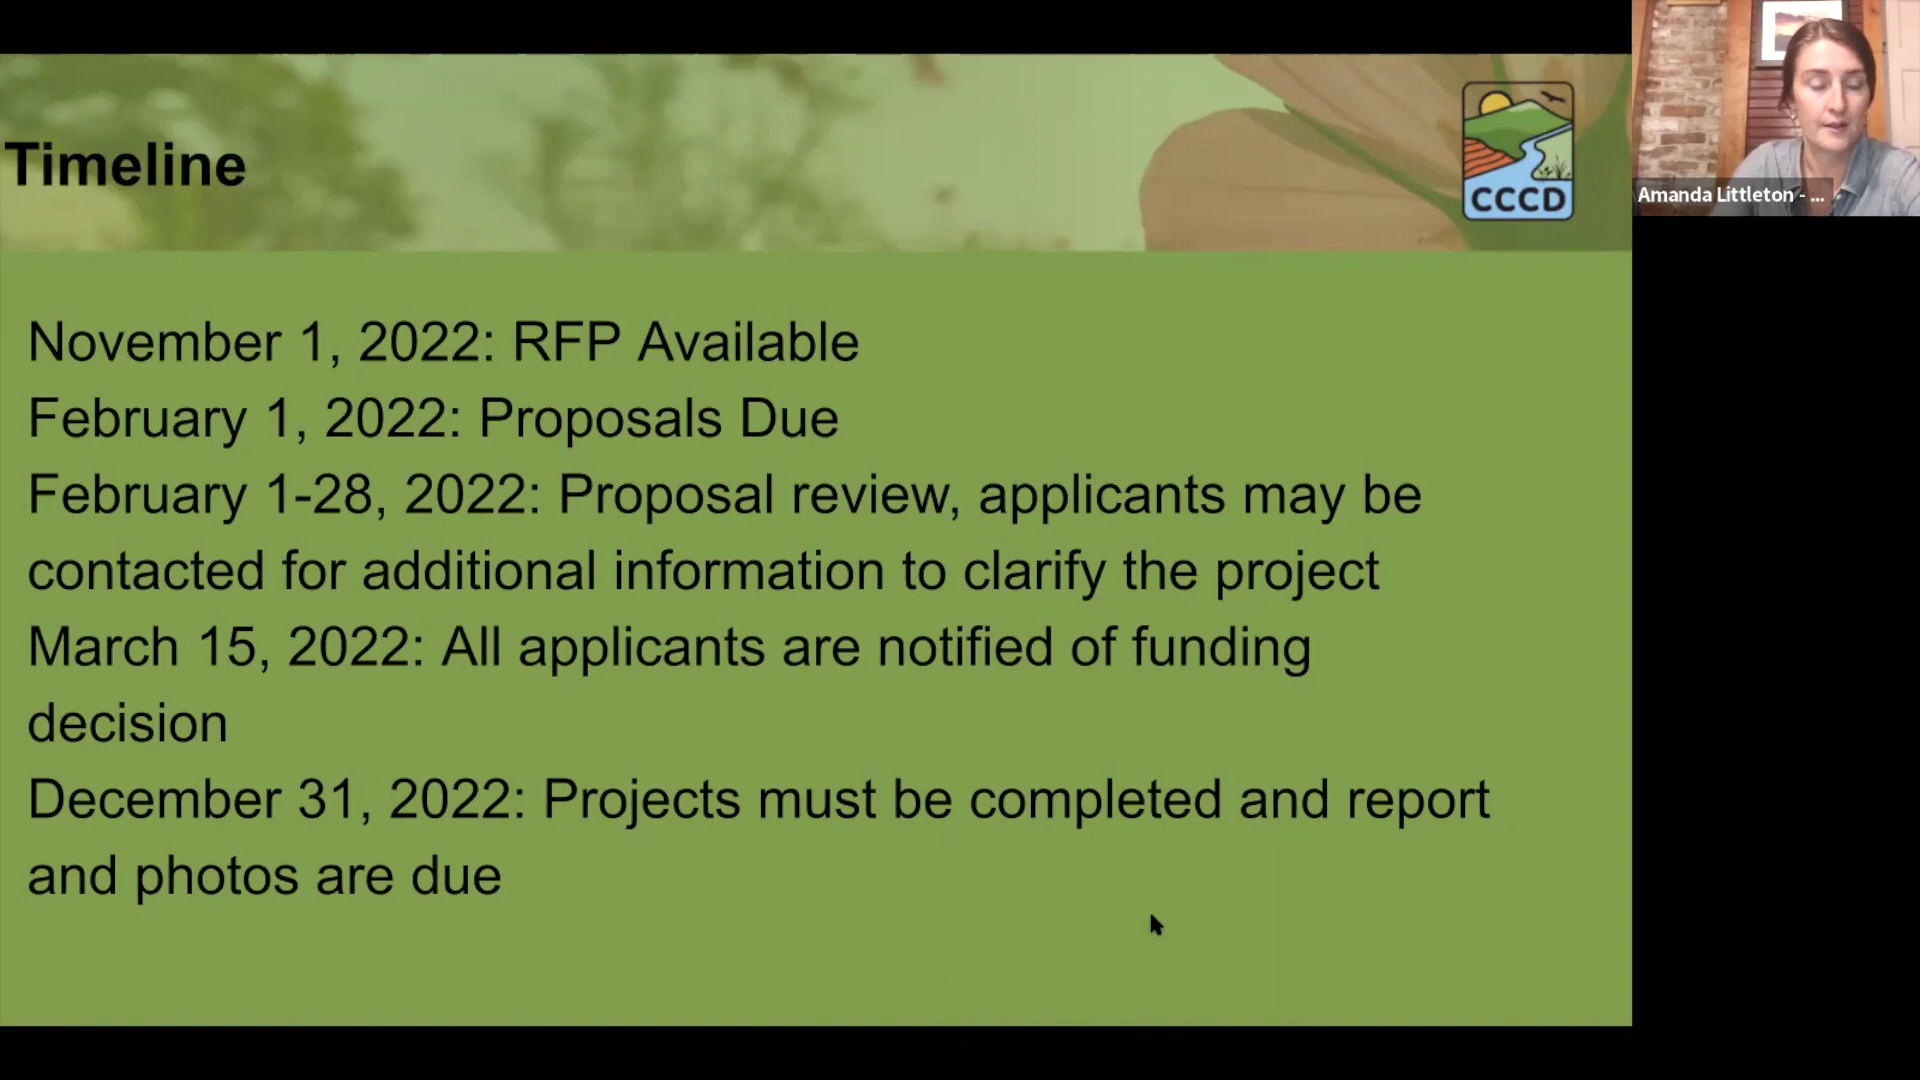 Timeline
CCCD
Amanda Littleton - ...
November 1, 2022: RFP Available
February 1, 2022: Proposals Due
February 1-28, 2022: Proposal review, applicants may be
contacted for additional information to clarify the project
March 15, 2022: All applicants are notified of funding
decision
December 31, 2022: Projects must be completed and report
and photos are due